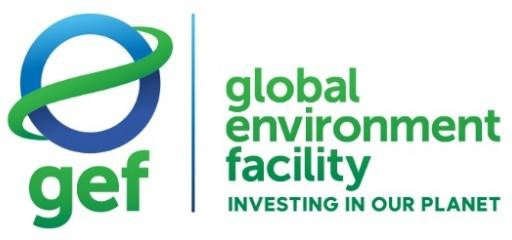 gef
global
environment
facility
INVESTING IN OUR PLANET